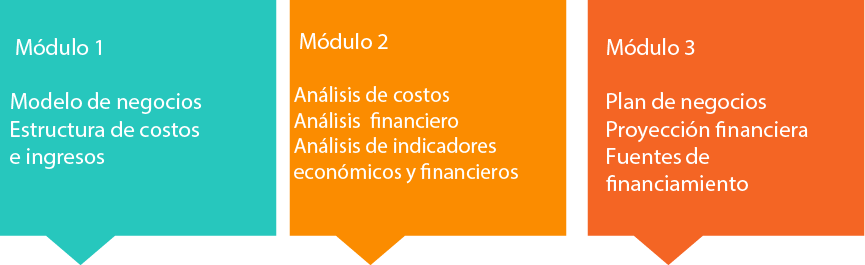 Módulo 1
Modelo de negocios
Estructura de costos
e ingresos
Módulo 2
Análisis de costos
Análisis financiero
Análisis de indicadores
económicos y financieros
Módulo 3
Plan de negocios
Proyección financiera
Fuentes de
financiamiento